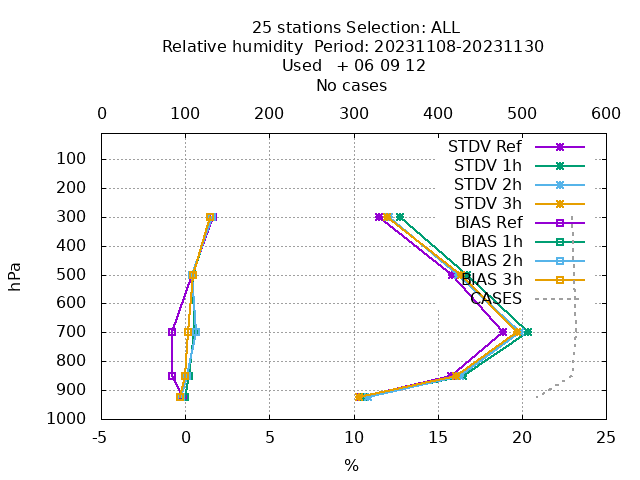 25 stations Selection: ALL
Relative humidity  Period: 20231108-20231130
Used   + 06 09 12
No cases
0 100 200 300 400 500 600
STDV Ref
STDV 1h
STDV 2h
STDV 3h
BIAS Ref
BIAS 1h
BIAS 2h
BIAS 3h
CASES
100
200
300
400
500
600
700
800
900
1000
hPa
-5 0 5 10 15 20 25
%